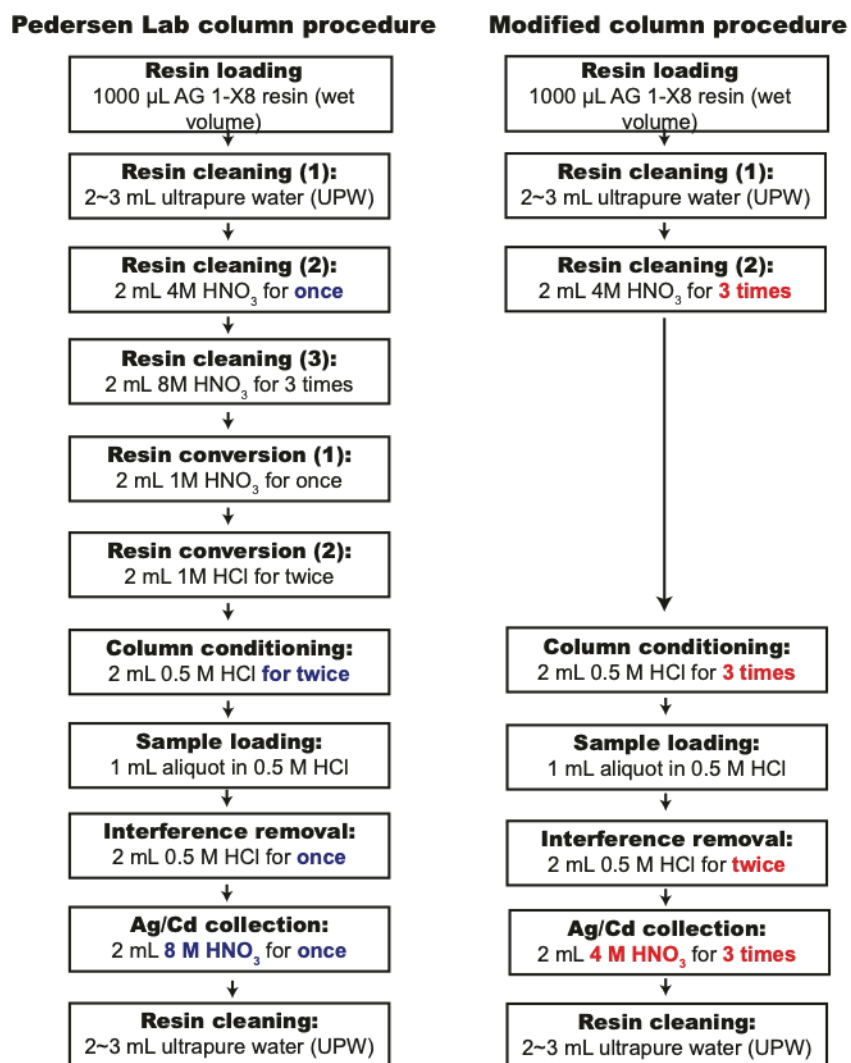 Pedersen Lab column procedure
Resin loading
1000 µL AG 1-X8 resin (wet
volume)
Resin cleaning (1):
2~3 mL ultrapure water (UPW)
Resin cleaning (2):
2 mL 4M HNO₃ for once
Resin cleaning (3):
2 mL 8M HNO₃ for 3 times
Resin conversion (1):
2 mL 1M HNO₃ for once
Resin conversion (2):
2 mL 1M HCl for twice
Column conditioning:
2 mL 0.5 M HCl for twice
Sample loading:
1 mL aliquot in 0.5 M HCl
Interference removal:
2 mL 0.5 M HCl for once
Ag/Cd collection:
2 mL 8 M HNO₃ for once
Resin cleaning:
2~3 mL ultrapure water (UPW)
Modified column procedure
Resin loading
1000 µL AG 1-X8 resin (wet
volume)
Resin cleaning (1):
2~3 mL ultrapure water (UPW)
Resin cleaning (2):
2 mL 4M HNO₃ for 3 times
Column conditioning:
2 mL 0.5 M HCl for 3 times
Sample loading:
1 mL aliquot in 0.5 M HCl
Interference removal:
2 mL 0.5 M HCl for twice
Ag/Cd collection:
2 mL 4 M HNO₃ for 3 times
Resin cleaning:
2~3 mL ultrapure water (UPW)